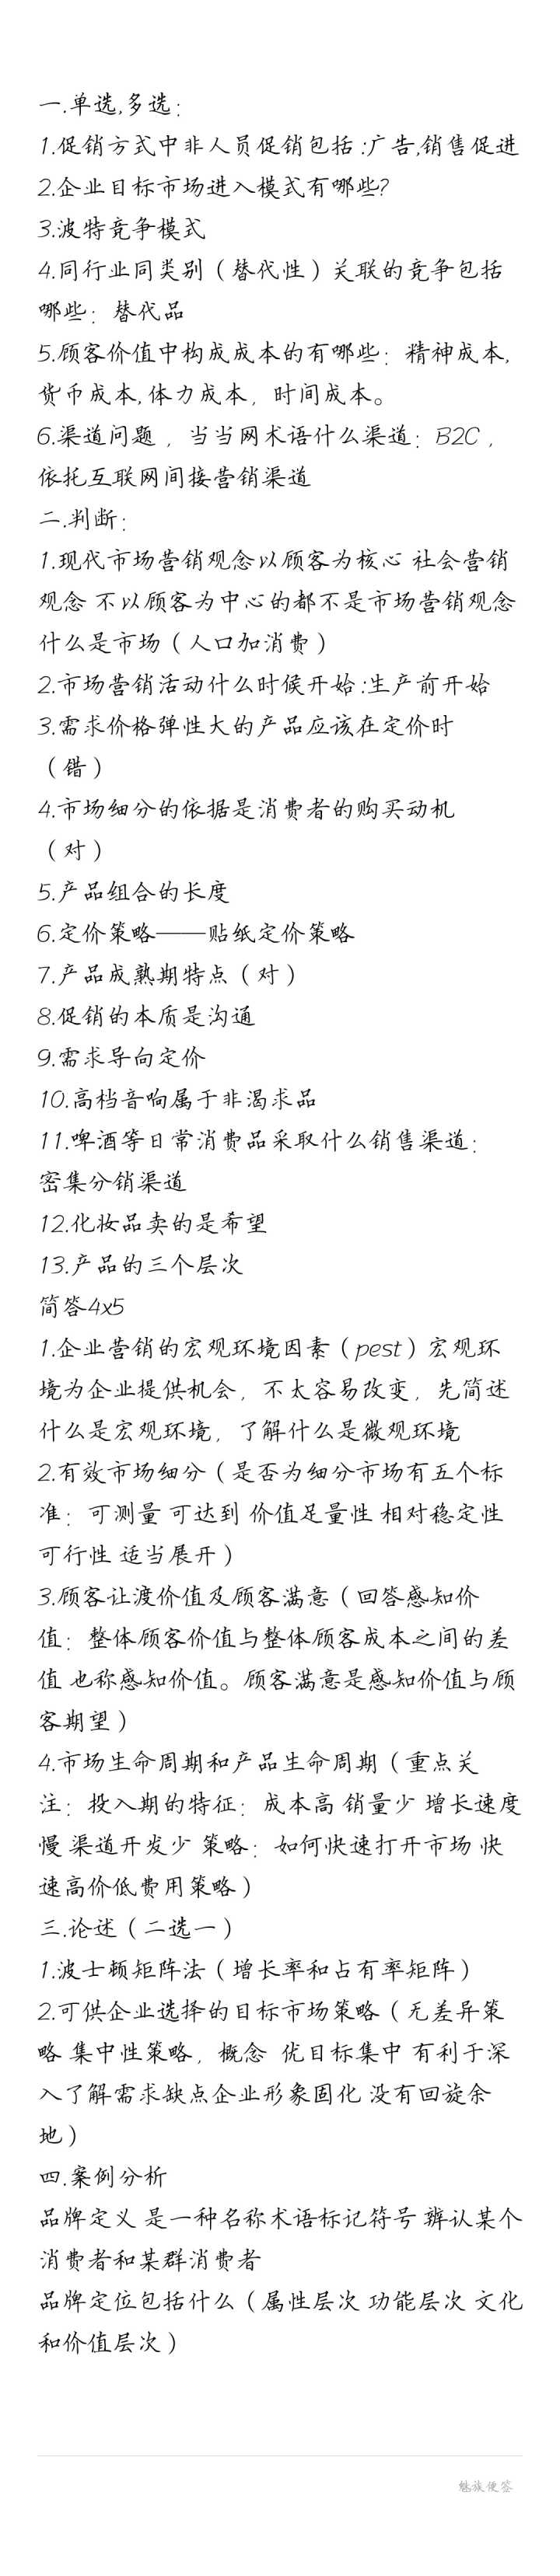 一.单选,多选：
1.促销方式中非人员促销包括:广告,销售促进
2.企业目标市场进入模式有哪些?
3.波特竞争模式
4.同行业同类别（替代性）关联的竞争包括
哪些：替代品
5.顾客价值中构成成本的有哪些：精神成本,
货币成本,体力成本，时间成本。
6.渠道问题，当当网术语什么渠道：B2C，
依托互联网间接营销渠道
二.判断：
1.现代市场营销观念以顾客为核心 社会营销
观念 不以顾客为中心的都不是市场营销观念
什么是市场（人口加消费）
2.市场营销活动什么时候开始:生产前开始
3.需求价格弹性大的产品应该在定价时
（错）
4.市场细分的依据是消费者的购买动机
（对）
5.产品组合的长度
6.定价策略——贴纸定价策略
7.产品成熟期特点（对）
8.促销的本质是沟通
9.需求导向定价
10.高档音响属于非渴求品
11.啤酒等日常消费品采取什么销售渠道：
密集分销渠道
12.化妆品卖的是希望
13.产品的三个层次
简答4x5
1.企业营销的宏观环境因素（pest）宏观环
境为企业提供机会，不太容易改变，先简述
什么是宏观环境，了解什么是微观环境
2.有效市场细分（是否为细分市场有五个标
准：可测量 可达到 价值足量性 相对稳定性
可行性 适当展开）
3.顾客让渡价值及顾客满意（回答感知价
值：整体顾客价值与整体顾客成本之间的差
值 也称感知价值。顾客满意是感知价值与顾
客期望）
4.市场生命周期和产品生命周期（重点关
注：投入期的特征：成本高 销量少 增长速度
慢 渠道开发少 策略：如何快速打开市场 快
速高价低费用策略）
三.论述（二选一）
1.波士顿矩阵法（增长率和占有率矩阵）
2.可供企业选择的目标市场策略（无差异策
略 集中性策略，概念  优目标集中 有利于深
入了解需求缺点企业形象固化 没有回旋余
地）
四.案例分析
品牌定义 是一种名称术语标记符号 辨认某个
消费者和某群消费者
品牌定位包括什么（属性层次 功能层次 文化
和价值层次）
魅族便签